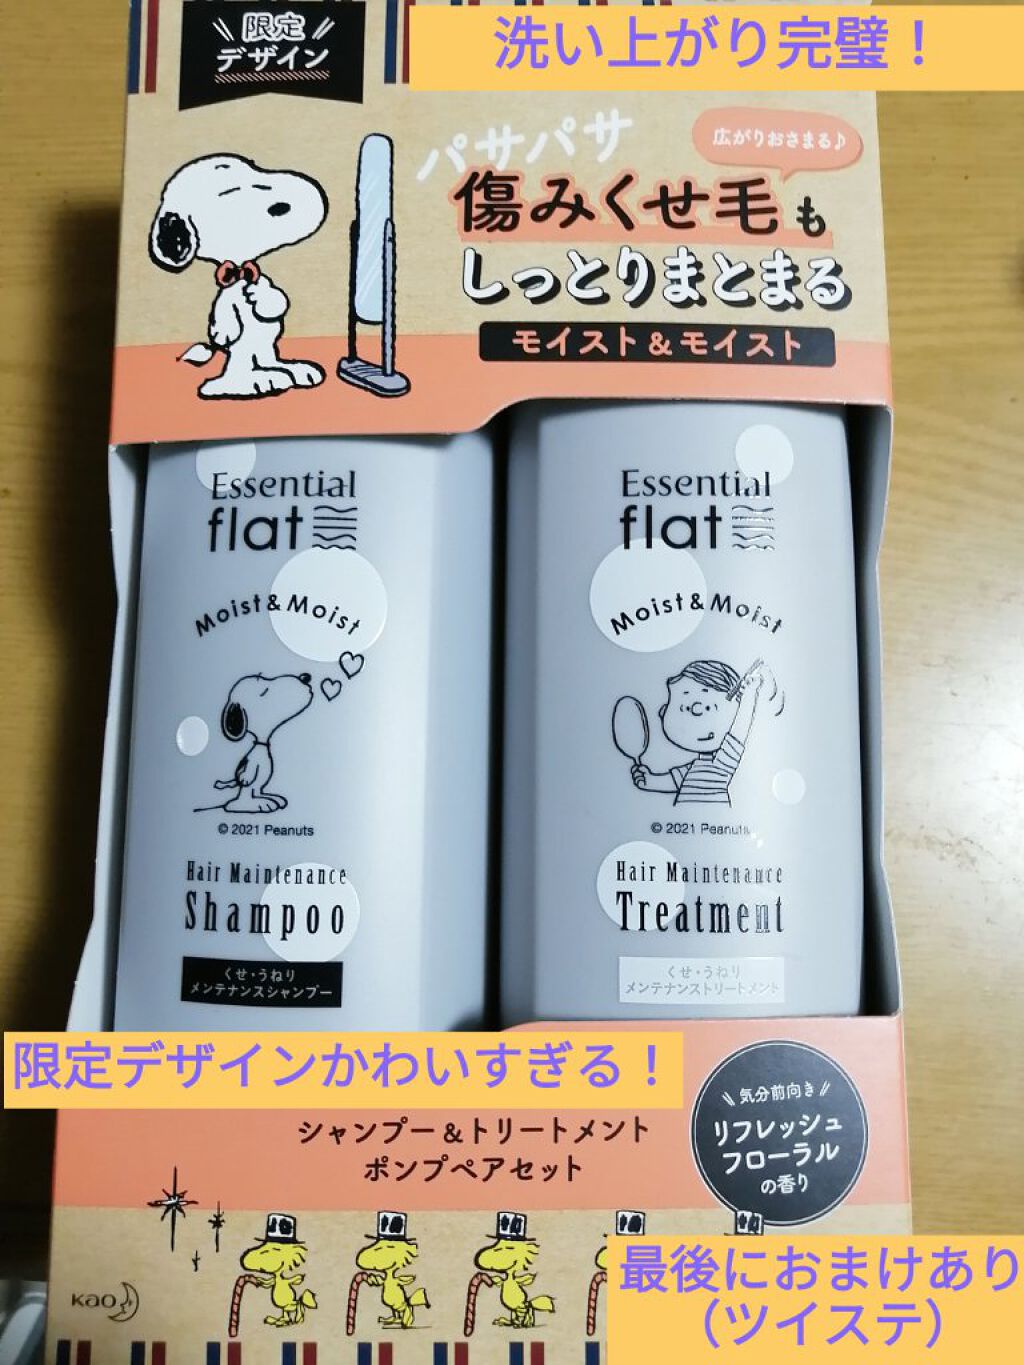 限定
デザイン
洗い上がり完璧！
パサパサ
広がりおさまる♪
傷みくせ毛も
しっとりまとまる
モイスト＆モイスト
Essential
flat
Moist&Moist
© 2021 Peanuts
Hair Maintenance
Shampoo
くせ・うねり
メンテナンスシャンプー
Essential
flat
Moist&Moist
© 2021 Peanuts
Hair Maintenance
Treatment
くせ・うねり
メンテナンストリートメント
限定デザインかわいすぎる！
シャンプー＆トリートメント
ポンプペアセット
気分前向き
リフレッシュ
フローラル
の香り
kao
最後におまけあり
（ツイステ）